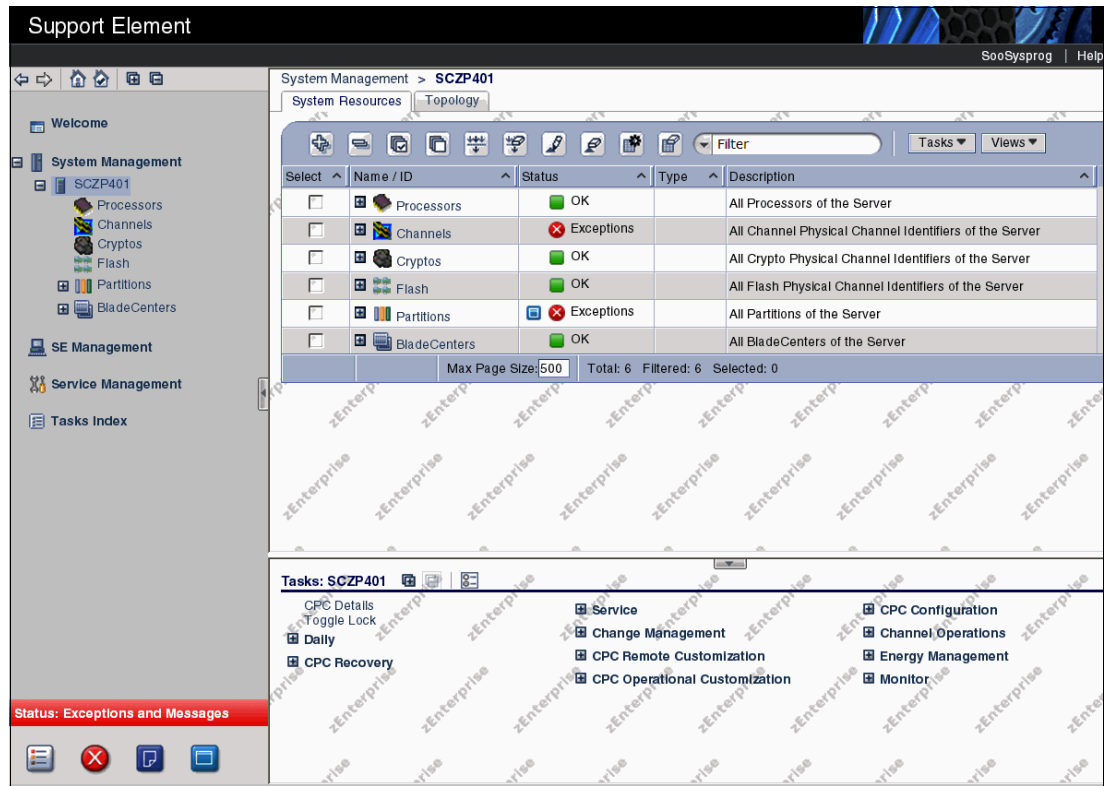 Support Element
SooSysprog | Help
System Management > SCZP401
System Resources
Topology
Welcome
System Management
SCZP401
Processors
Channels
Cryptos
Flash
Partitions
BladeCenters
SE Management
Service Management
Tasks Index
Filter
Tasks
Views
Select Name / ID Status Type Description
Processors OK All Processors of the Server
Channels Exceptions All Channel Physical Channel Identifiers of the Server
Cryptos OK All Crypto Physical Channel Identifiers of the Server
Flash OK All Flash Physical Channel Identifiers of the Server
Partitions Exceptions All Partitions of the Server
BladeCenters OK All BladeCenters of the Server
Max Page Size: 500 Total: 6 Filtered: 6 Selected: 0
zEnterprise
Tasks: SCZP401
CPC Details
Toggle Lock
Daily
CPC Recovery
Service
Change Management
CPC Remote Customization
CPC Operational Customization
CPC Configuration
Channel Operations
Energy Management
Monitor
Status: Exceptions and Messages